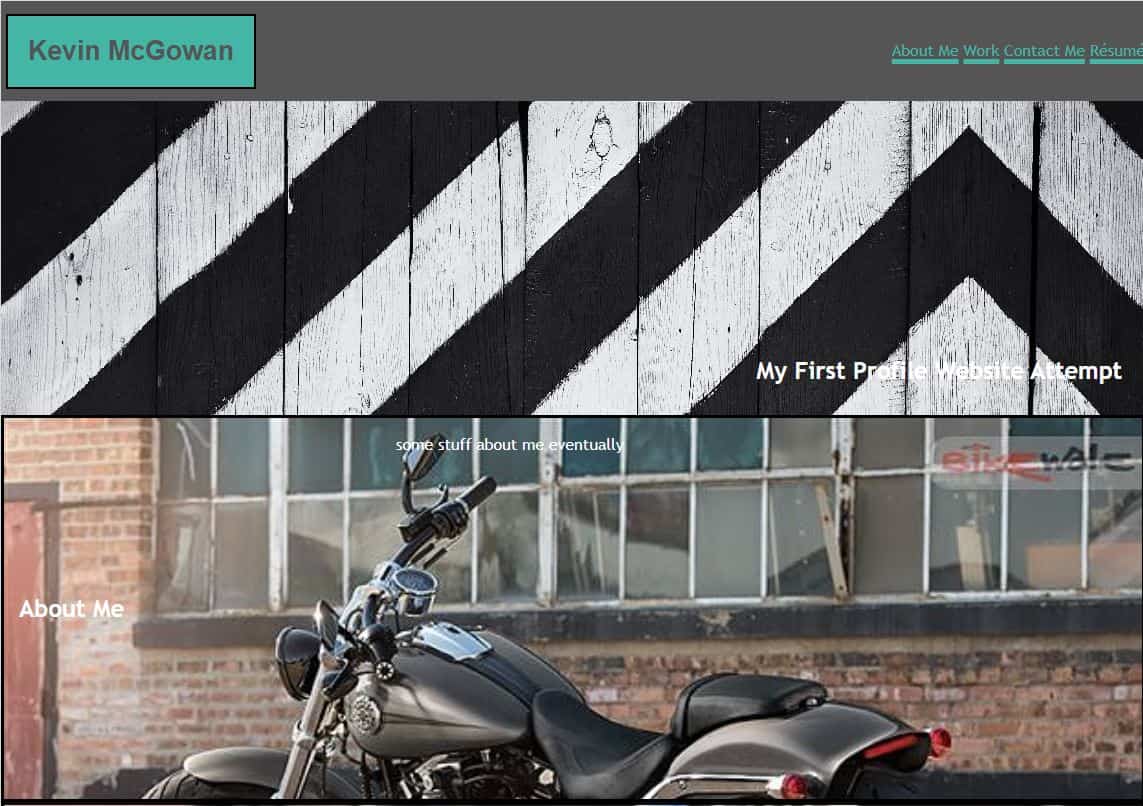 Kevin McGowan
About Me Work Contact Me Résumé
My First Profile Website Attempt
some stuff about me eventually
About Me